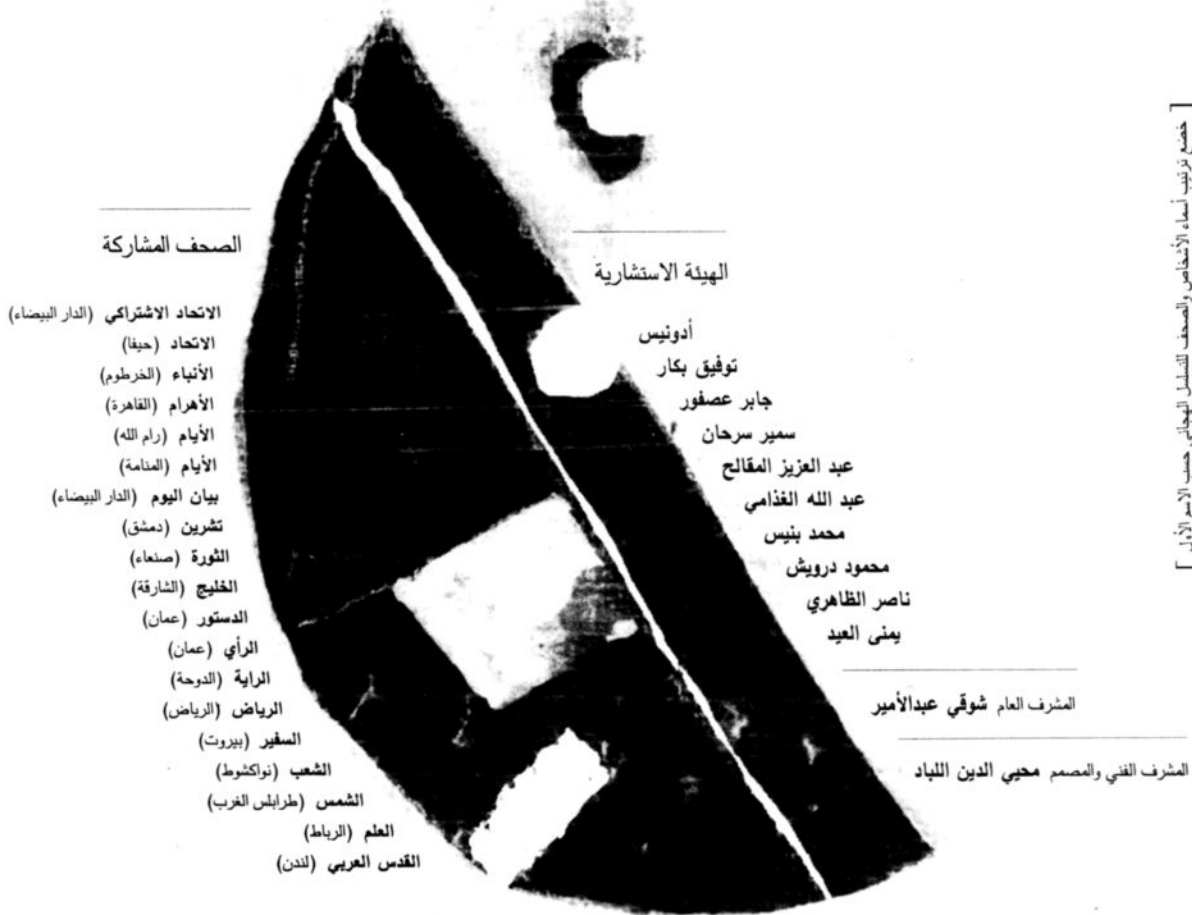 [ خضع ترتيب أسماء الأشخاص والصحف للتسلسل الهجائي حسب الاسم الأول ]
الهيئة الاستشارية
أدونيس
توفيق بكار
جابر عصفور
سمير سرحان
عبد العزيز المقالح
عبد الله الغذامي
محمد بنيس
محمود درويش
ناصر الظاهري
يمنى العيد
المشرف العام شوقي عبدالأمير
المشرف الفني والمصمم محيي الدين اللباد
الصحف المشاركة
الاتحاد الاشتراكي (الدار البيضاء)
الاتحاد (حيفا)
الأنباء (الخرطوم)
الأهرام (القاهرة)
الأيام (رام الله)
الأيام (المنامة)
بيان اليوم (الدار البيضاء)
تشرين (دمشق)
الثورة (صنعاء)
الخليج (الشارقة)
الدستور (عمان)
الرأي (عمان)
الراية (الدوحة)
الرياض (الرياض)
السفير (بيروت)
الشعب (نواكشوط)
الشمس (طرابلس الغرب)
العلم (الرباط)
القدس العربي (لندن)